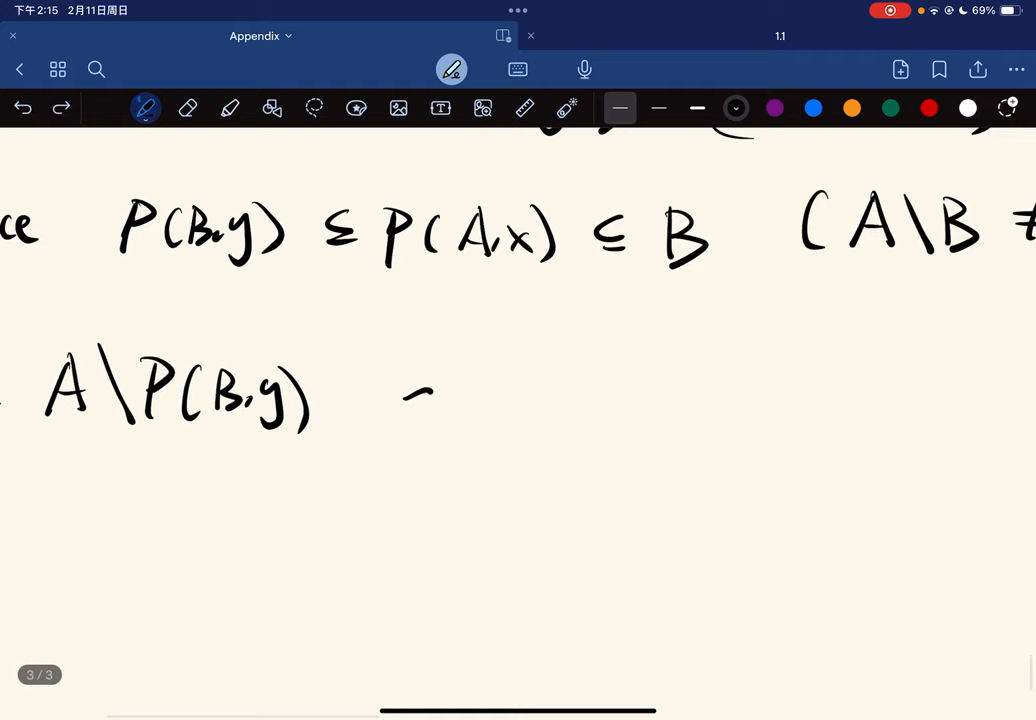 下午2:15 2月11日周日
69%
Appendix
1.1
ce P(B,y) ⊆ P(A,x) ⊆ B (A\B ≠
A\P(B,y)
3 / 3